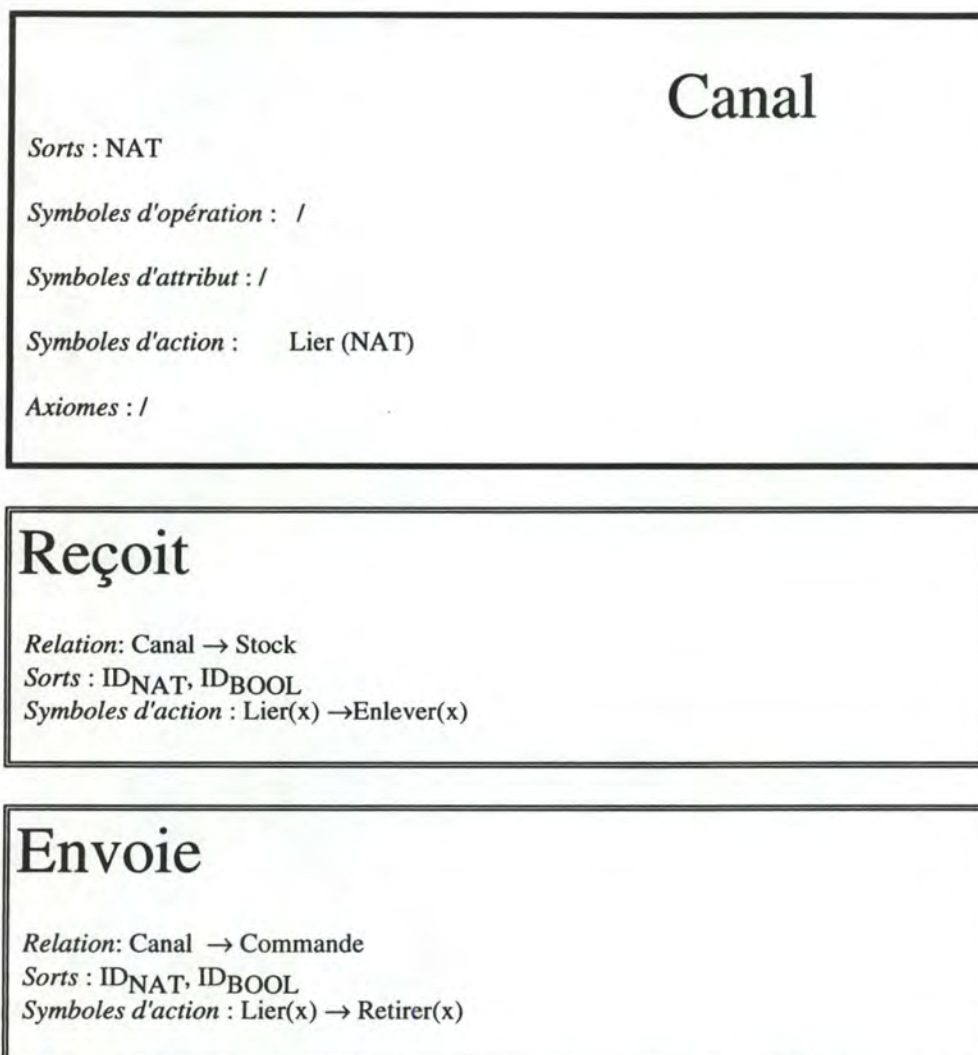 Canal
Sorts : NAT
Symboles d'opération : /
Symboles d'attribut : /
Symboles d'action : Lier (NAT)
Axiomes : /
Reçoit
Relation: Canal → Stock
Sorts : IDNAT, IDBOOL
Symboles d'action : Lier(x) →Enlever(x)
Envoie
Relation: Canal → Commande
Sorts : IDNAT, IDBOOL
Symboles d'action : Lier(x) → Retirer(x)